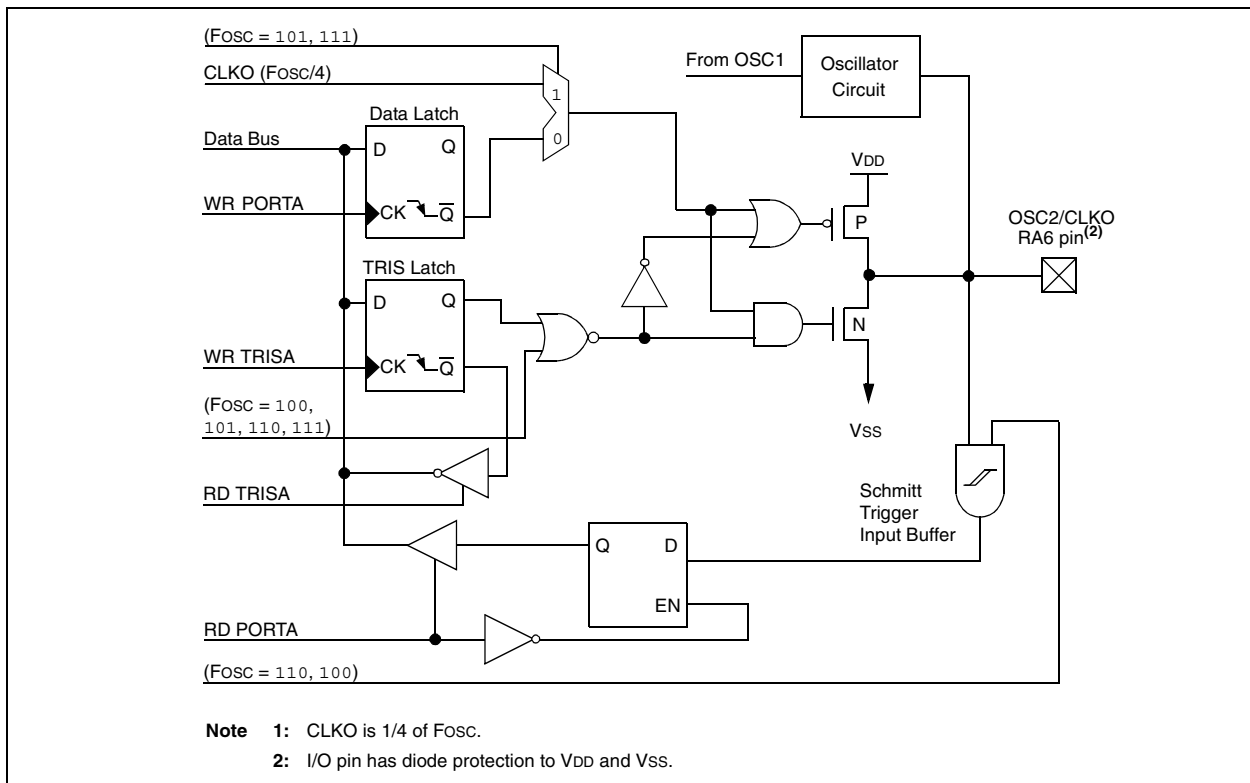 (FOSC = 101, 111)
CLKO (FOSC/4)
From OSC1
Oscillator
Circuit
1
0
Data Latch
Data Bus
D
Q
WR PORTA
CK
Q
VDD
P
OSC2/CLKO
RA6 pin(2)
TRIS Latch
D
Q
N
WR TRISA
CK
Q
(FOSC = 100,
101, 110, 111)
VSS
RD TRISA
Schmitt
Trigger
Input Buffer
Q
D
EN
RD PORTA
(FOSC = 110, 100)
Note 1: CLKO is 1/4 of FOSC.
2: I/O pin has diode protection to VDD and VSS.